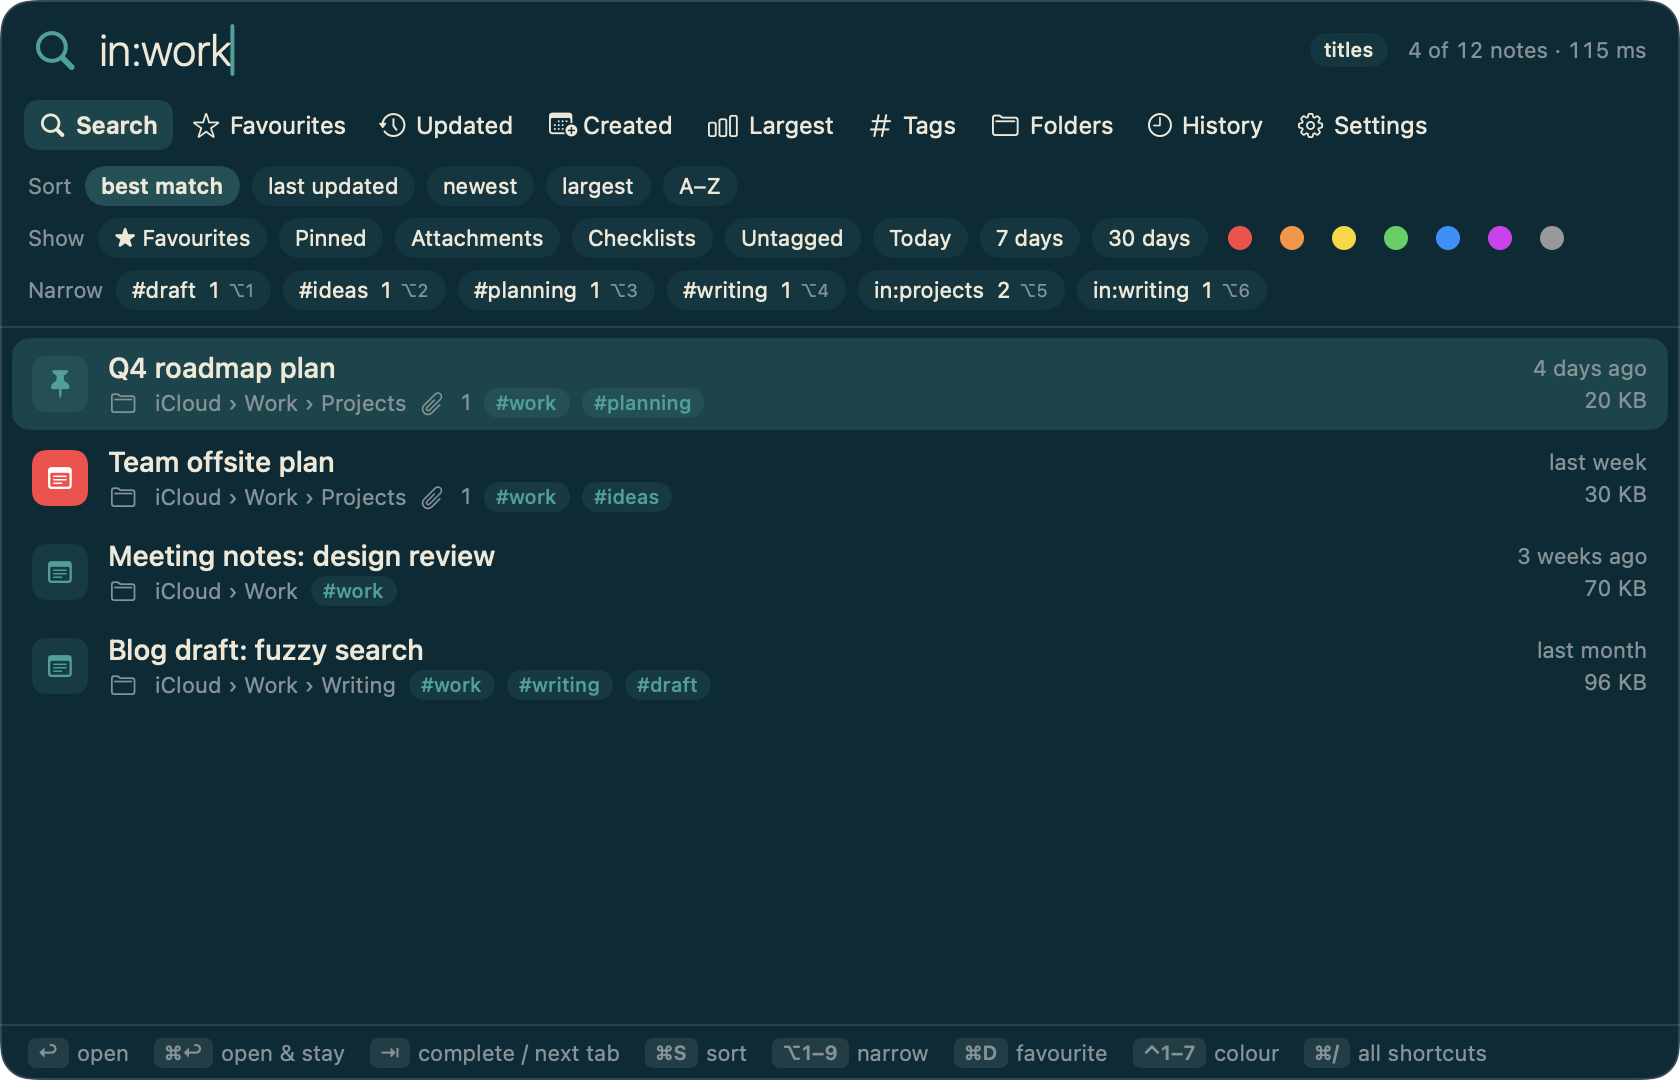 in:work titles 4 of 12 notes · 115 ms
Search Favourites Updated Created Largest # Tags Folders History Settings
Sort best match last updated newest largest A–Z
Show ★ Favourites Pinned Attachments Checklists Untagged Today 7 days 30 days
Narrow #draft 1 ⌥1 #ideas 1 ⌥2 #planning 1 ⌥3 #writing 1 ⌥4 in:projects 2 ⌥5 in:writing 1 ⌥6
Q4 roadmap plan 4 days ago
iCloud › Work › Projects 1 #work #planning 20 KB
Team offsite plan last week
iCloud › Work › Projects 1 #work #ideas 30 KB
Meeting notes: design review 3 weeks ago
iCloud › Work #work 70 KB
Blog draft: fuzzy search last month
iCloud › Work › Writing #work #writing #draft 96 KB
↩ open ⌘↩ open & stay ⇥ complete / next tab ⌘S sort ⌥1–9 narrow ⌘D favourite ^1–7 colour ⌘/ all shortcuts